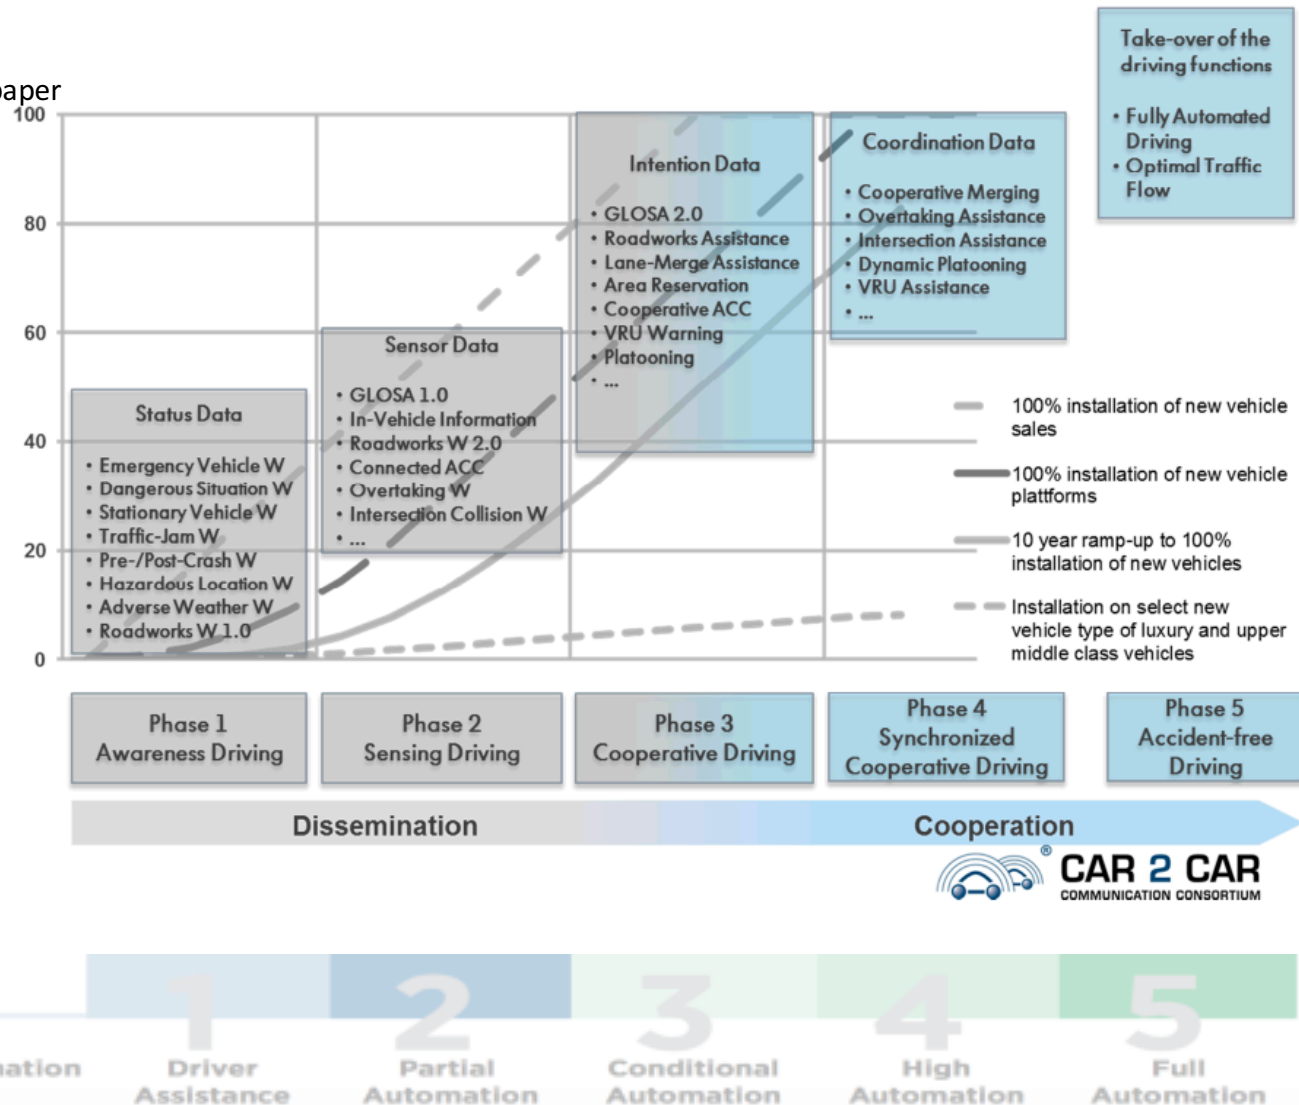 paper
100
80
60
40
20
0
Status Data
• Emergency Vehicle W
• Dangerous Situation W
• Stationary Vehicle W
• Traffic-Jam W
• Pre-/Post-Crash W
• Hazardous Location W
• Adverse Weather W
• Roadworks W 1.0
Sensor Data
• GLOSA 1.0
• In-Vehicle Information
• Roadworks W 2.0
• Connected ACC
• Overtaking W
• Intersection Collision W
• ...
Intention Data
• GLOSA 2.0
• Roadworks Assistance
• Lane-Merge Assistance
• Area Reservation
• Cooperative ACC
• VRU Warning
• Platooning
• ...
Coordination Data
• Cooperative Merging
• Overtaking Assistance
• Intersection Assistance
• Dynamic Platooning
• VRU Assistance
• ...
Take-over of the
driving functions
• Fully Automated
Driving
• Optimal Traffic
Flow
100% installation of new vehicle
sales
100% installation of new vehicle
plattforms
10 year ramp-up to 100%
installation of new vehicles
Installation on select new
vehicle type of luxury and upper
middle class vehicles
Phase 1
Awareness Driving
Phase 2
Sensing Driving
Phase 3
Cooperative Driving
Phase 4
Synchronized
Cooperative Driving
Phase 5
Accident-free
Driving
Dissemination
Cooperation
® CAR 2 CAR
COMMUNICATION CONSORTIUM
1
2
3
4
5
mation
Driver
Assistance
Partial
Automation
Conditional
Automation
High
Automation
Full
Automation